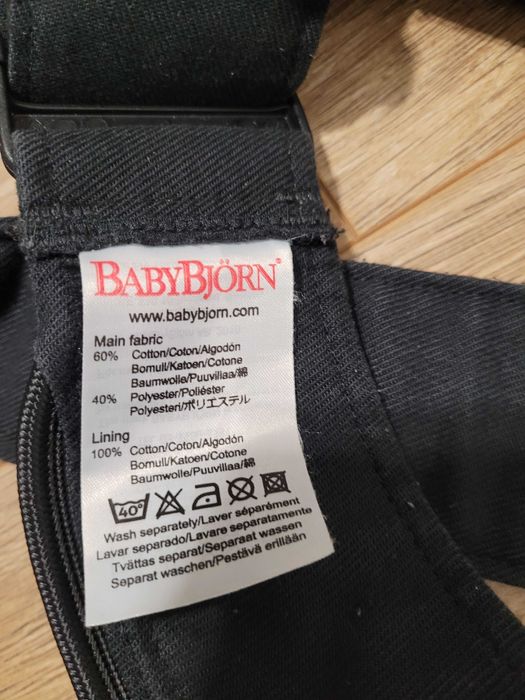 BABYBJÖRN®
www.babybjorn.com
Main fabric
60% Cotton/Coton/Algodón
Bomull/Katoen/Cotone
Baumwolle/Puuvillaa/綿
40% Polyester/Poliéster
Polyesteri/ポリエステル
Lining
100% Cotton/Coton/Algodón
Bomull/Katoen/Cotone
Baumwolle/Puuvillaa/綿
40°
Wash separately/Laver séparément
Lavar separado/Lavare separatamente
Tvättas separat/Separaat wassen
Separat waschen/Pestävä erillään